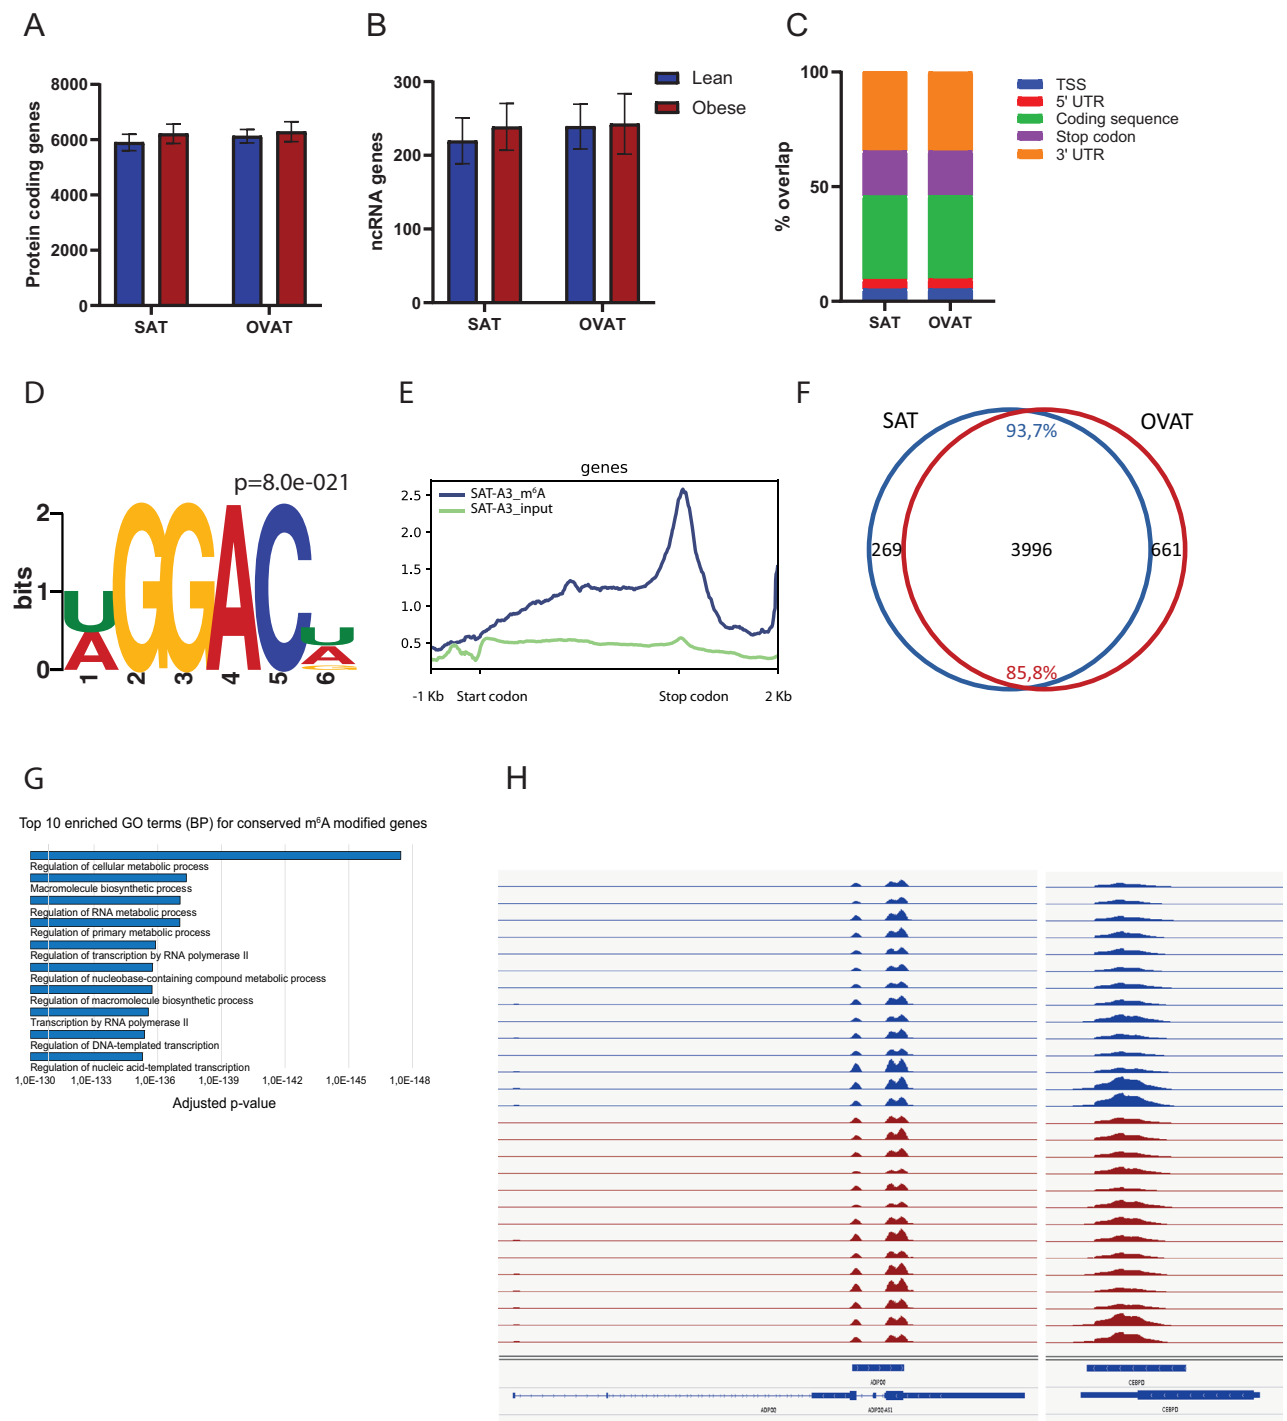 A
Protein coding genes
8000
6000
4000
2000
0
SAT
OVAT
B
ncRNA genes
300
200
100
0
SAT
OVAT
Lean
Obese
C
% overlap
100
50
0
SAT
OVAT
TSS
5' UTR
Coding sequence
Stop codon
3' UTR
D
p=8.0e-021
bits
2
1
0
U
A
G
G
A
C
U
A
1
2
3
4
5
6
E
genes
SAT-A3_m⁶A
SAT-A3_input
2.5
2.0
1.5
1.0
0.5
-1 Kb
Start codon
Stop codon
2 Kb
F
SAT
OVAT
93,7%
269
3996
661
85,8%
G
Top 10 enriched GO terms (BP) for conserved m⁶A modified genes
Regulation of cellular metabolic process
Macromolecule biosynthetic process
Regulation of RNA metabolic process
Regulation of primary metabolic process
Regulation of transcription by RNA polymerase II
Regulation of nucleobase-containing compound metabolic process
Regulation of macromolecule biosynthetic process
Transcription by RNA polymerase II
Regulation of DNA-templated transcription
Regulation of nucleic acid-templated transcription
1,0E-130
1,0E-133
1,0E-136
1,0E-139
1,0E-142
1,0E-145
1,0E-148
Adjusted p-value
H
ADIPOQ
CEBPD
ADIPOQ
ADIPOQ-AS1
CEBPD